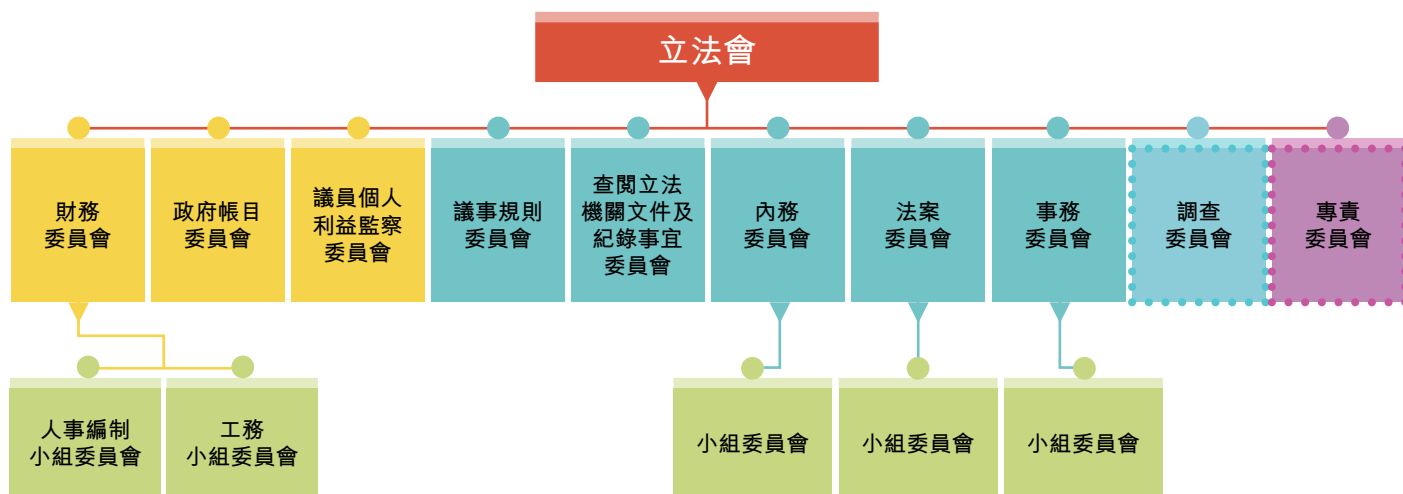 立法會
財務
委員會
政府帳目
委員會
議員個人
利益監察
委員會
議事規則
委員會
查閱立法
機關文件及
紀錄事宜
委員會
內務
委員會
法案
委員會
事務
委員會
調查
委員會
專責
委員會
人事編制
小組委員會
工務
小組委員會
小組委員會
小組委員會
小組委員會